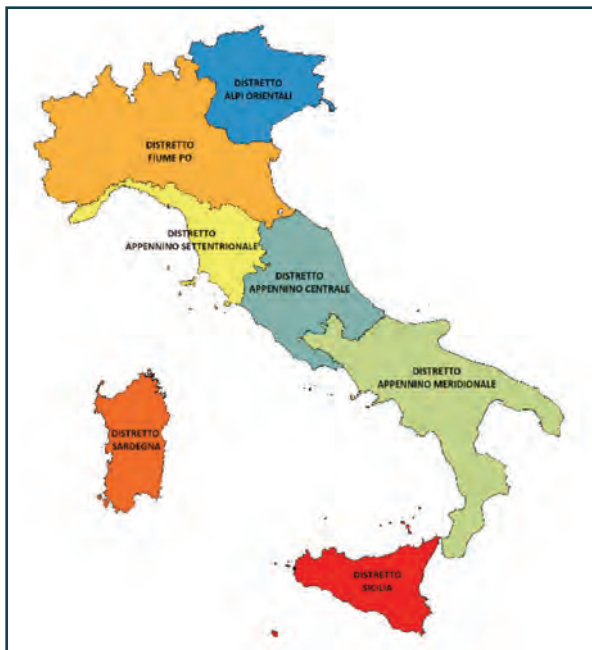 DISTRETTO
ALPI ORIENTALI
DISTRETTO
FIUME PO
DISTRETTO
APPENNINO SETTENTRIONALE
DISTRETTO
APPENNINO CENTRALE
DISTRETTO
APPENNINO MERIDIONALE
DISTRETTO
SARDEGNA
DISTRETTO
SICILIA